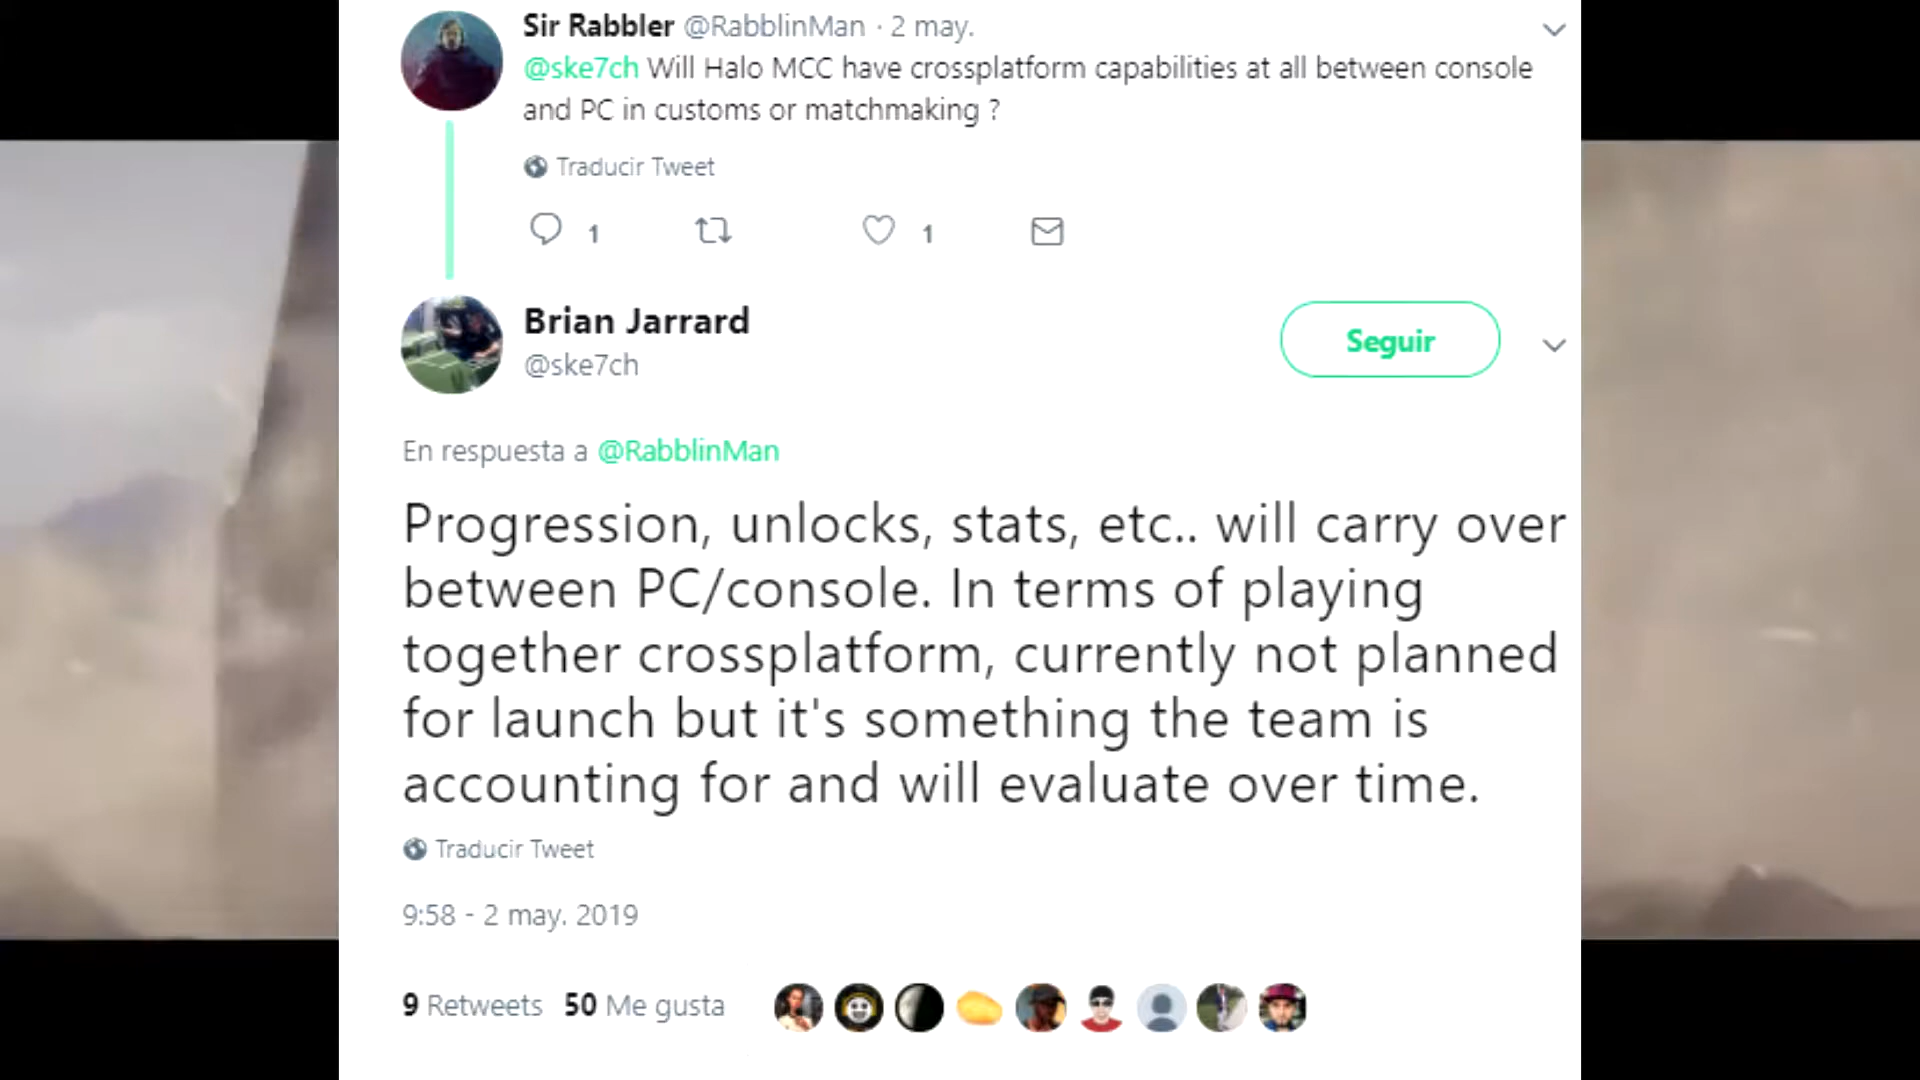 Sir Rabbler @RabblinMan · 2 may.
@ske7ch Will Halo MCC have crossplatform capabilities at all between console
and PC in customs or matchmaking ?
Traducir Tweet
1 1
Brian Jarrard
@ske7ch
Seguir
En respuesta a @RabblinMan
Progression, unlocks, stats, etc.. will carry over
between PC/console. In terms of playing
together crossplatform, currently not planned
for launch but it's something the team is
accounting for and will evaluate over time.
Traducir Tweet
9:58 - 2 may. 2019
9 Retweets 50 Me gusta